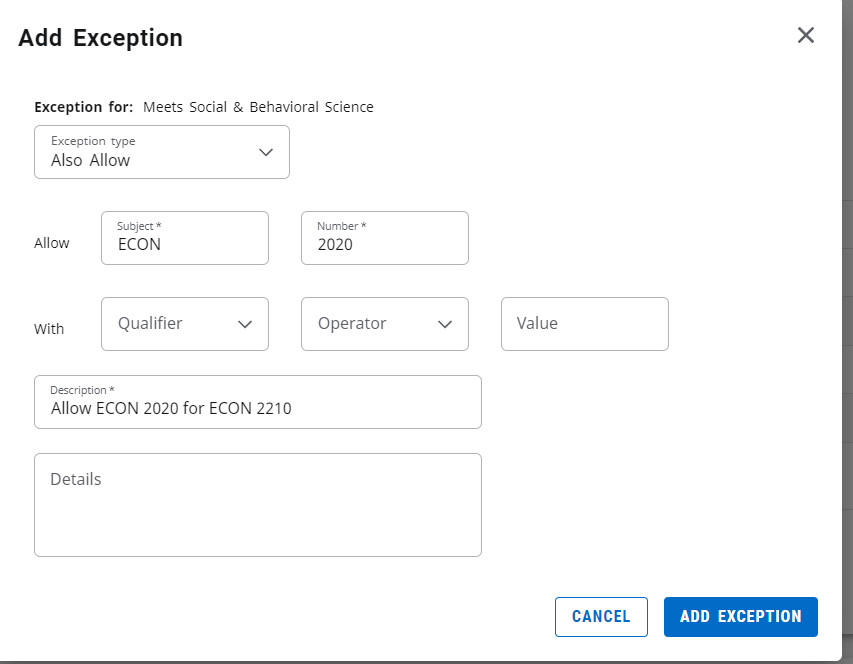 Add Exception
Exception for: Meets Social & Behavioral Science
Exception type
Also Allow
Allow
Subject *
ECON
Number *
2020
With
Qualifier
Operator
Value
Description *
Allow ECON 2020 for ECON 2210
Details
CANCEL
ADD EXCEPTION